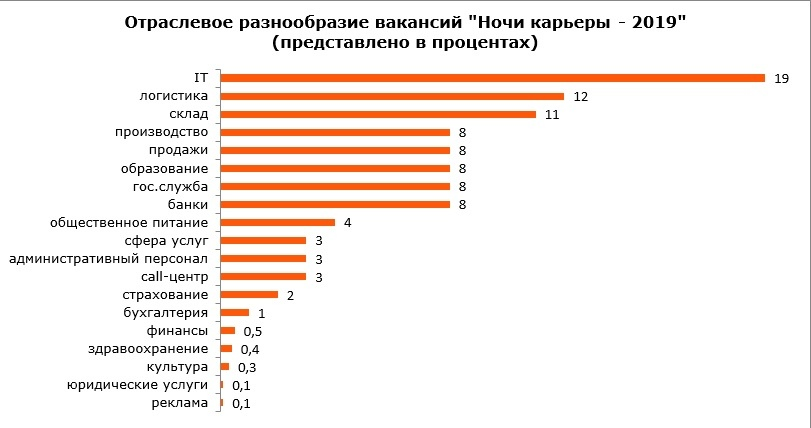 Отраслевое разнообразие вакансий "Ночи карьеры - 2019"
(представлено в процентах)
IT 19
логистика 12
склад 11
производство 8
продажи 8
образование 8
гос.служба 8
банки 8
общественное питание 4
сфера услуг 3
административный персонал 3
call-центр 3
страхование 2
бухгалтерия 1
финансы 0,5
здравоохранение 0,4
культура 0,3
юридические услуги 0,1
реклама 0,1